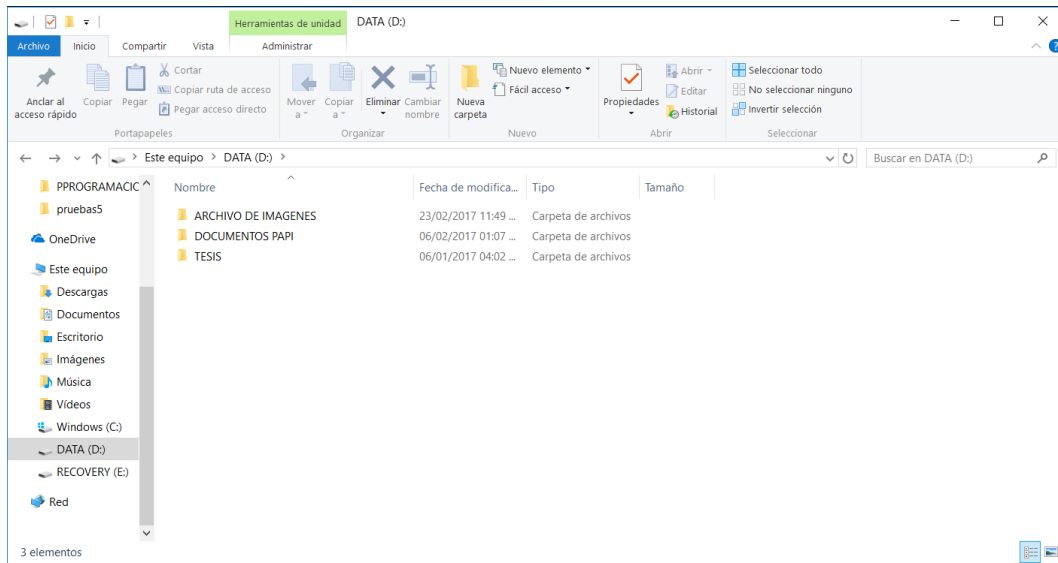 Herramientas de unidad DATA (D:)
Archivo Inicio Compartir Vista Administrar
Anclar al acceso rápido
Copiar
Pegar
Cortar
Copiar ruta de acceso
Pegar acceso directo
Portapapeles
Mover a
Copiar a
Eliminar
Cambiar nombre
Organizar
Nueva carpeta
Nuevo elemento
Fácil acceso
Nuevo
Propiedades
Abrir
Editar
Historial
Abrir
Seleccionar todo
No seleccionar ninguno
Invertir selección
Seleccionar
Este equipo > DATA (D:) >
Buscar en DATA (D:)
PPROGRAMACIC
pruebas5
OneDrive
Este equipo
Descargas
Documentos
Escritorio
Imágenes
Música
Vídeos
Windows (C:)
DATA (D:)
RECOVERY (E:)
Red
Nombre Fecha de modifica... Tipo Tamaño
ARCHIVO DE IMAGENES 23/02/2017 11:49 ... Carpeta de archivos
DOCUMENTOS PAPI 06/02/2017 01:07 ... Carpeta de archivos
TESIS 06/01/2017 04:02 ... Carpeta de archivos
3 elementos